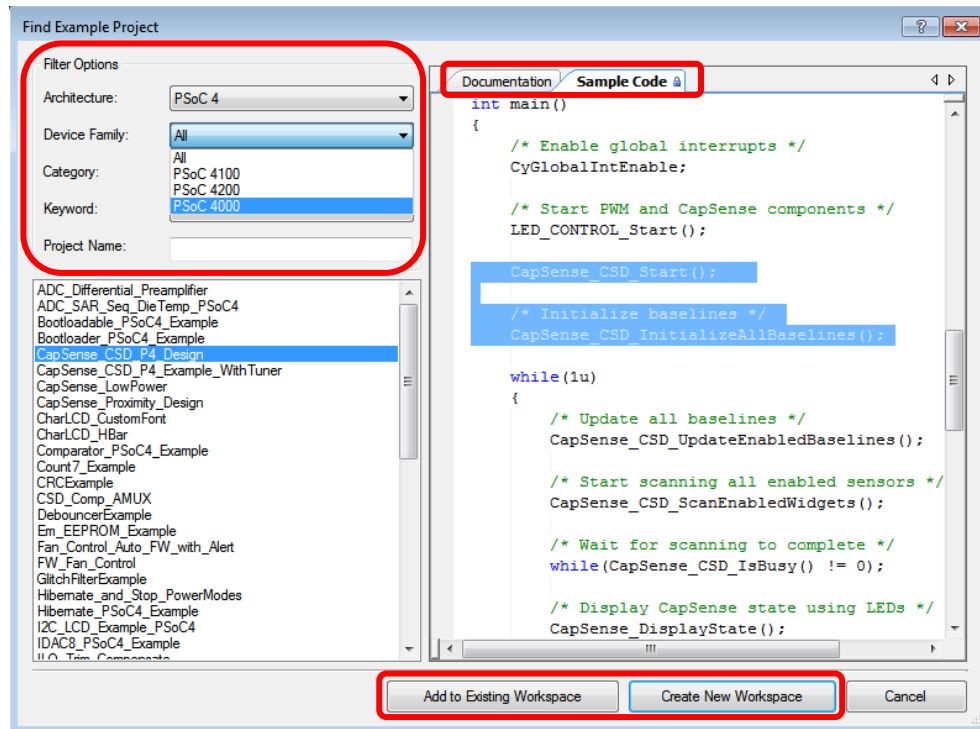 Find Example Project
Filter Options
Architecture: PSoC 4
Device Family: All
All
Category: PSoC 4100
PSoC 4200
Keyword: PSoC 4000
Project Name:
ADC_Differential_Preamplifier
ADC_SAR_Seq_DieTemp_PSoC4
Bootloadable_PSoC4_Example
Bootloader_PSoC4_Example
CapSense_CSD_P4_Design
CapSense_CSD_P4_Example_WithTuner
CapSense_LowPower
CapSense_Proximity_Design
CharLCD_CustomFont
CharLCD_HBar
Comparator_PSoC4_Example
Count7_Example
CRCExample
CSD_Comp_AMUX
DebouncerExample
Em_EEPROM_Example
Fan_Control_Auto_FW_with_Alert
FW_Fan_Control
GlitchFilterExample
Hibernate_and_Stop_PowerModes
Hibernate_PSoC4_Example
I2C_LCD_Example_PSoC4
IDAC8_PSoC4_Example
ILO_Trim_Compensate
Documentation Sample Code
int main()
{
/* Enable global interrupts */
CyGlobalIntEnable;
/* Start PWM and CapSense components */
LED_CONTROL_Start();
CapSense_CSD_Start();
/* Initialize baselines */
CapSense_CSD_InitializeAllBaselines();
while(1u)
{
/* Update all baselines */
CapSense_CSD_UpdateEnabledBaselines();
/* Start scanning all enabled sensors */
CapSense_CSD_ScanEnabledWidgets();
/* Wait for scanning to complete */
while(CapSense_CSD_IsBusy() != 0);
/* Display CapSense state using LEDs */
CapSense_DisplayState();
Add to Existing Workspace Create New Workspace Cancel